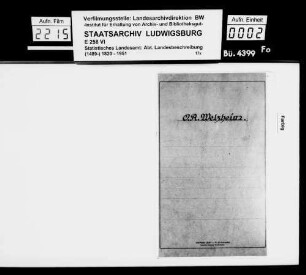 Aufn. Film
2215
Verfilmungsstelle: Landesarchivdirektion BW
-Institut für Erhaltung von Archiv- und Bibliotheksgut-
STAATSARCHIV LUDWIGSBURG
E 258 VI
Statistisches Landesamt: Abt. Landesbeschreibung
(1489-) 1820 - 1951
Aufn. Einheit
0002
Bü. 4399 Fo
O.A. Welzheim.